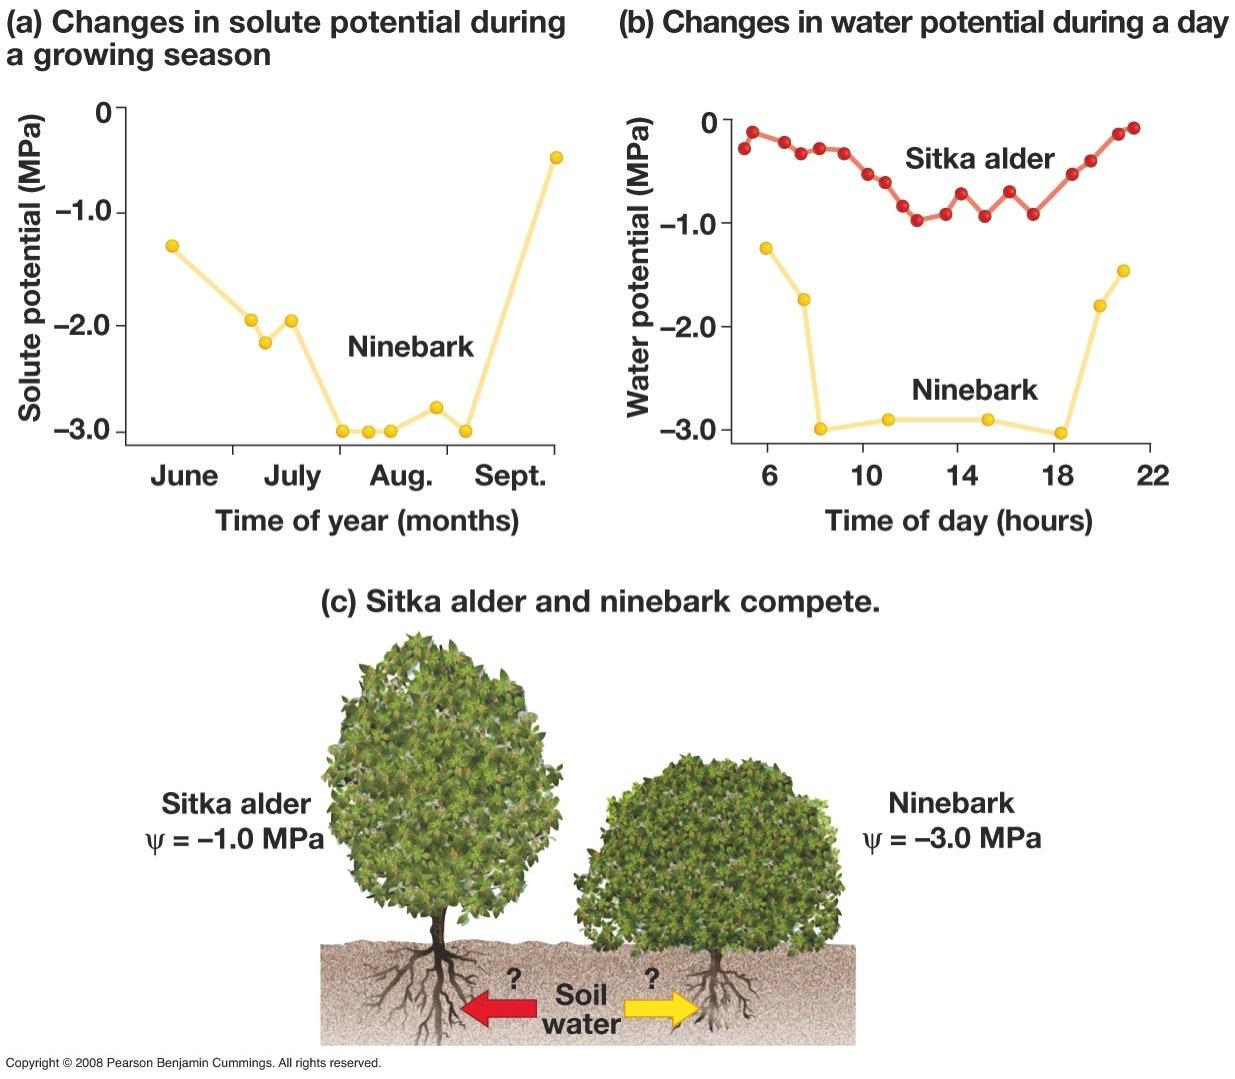 (a) Changes in solute potential during
a growing season
Solute potential (MPa)
0
–1.0
–2.0
–3.0
Ninebark
June July Aug. Sept.
Time of year (months)
(b) Changes in water potential during a day
Water potential (MPa)
0
–1.0
–2.0
–3.0
Sitka alder
Ninebark
6 10 14 18 22
Time of day (hours)
(c) Sitka alder and ninebark compete.
Sitka alder
ψ = –1.0 MPa
Ninebark
ψ = –3.0 MPa
? ?
Soil
water
Copyright © 2008 Pearson Benjamin Cummings. All rights reserved.